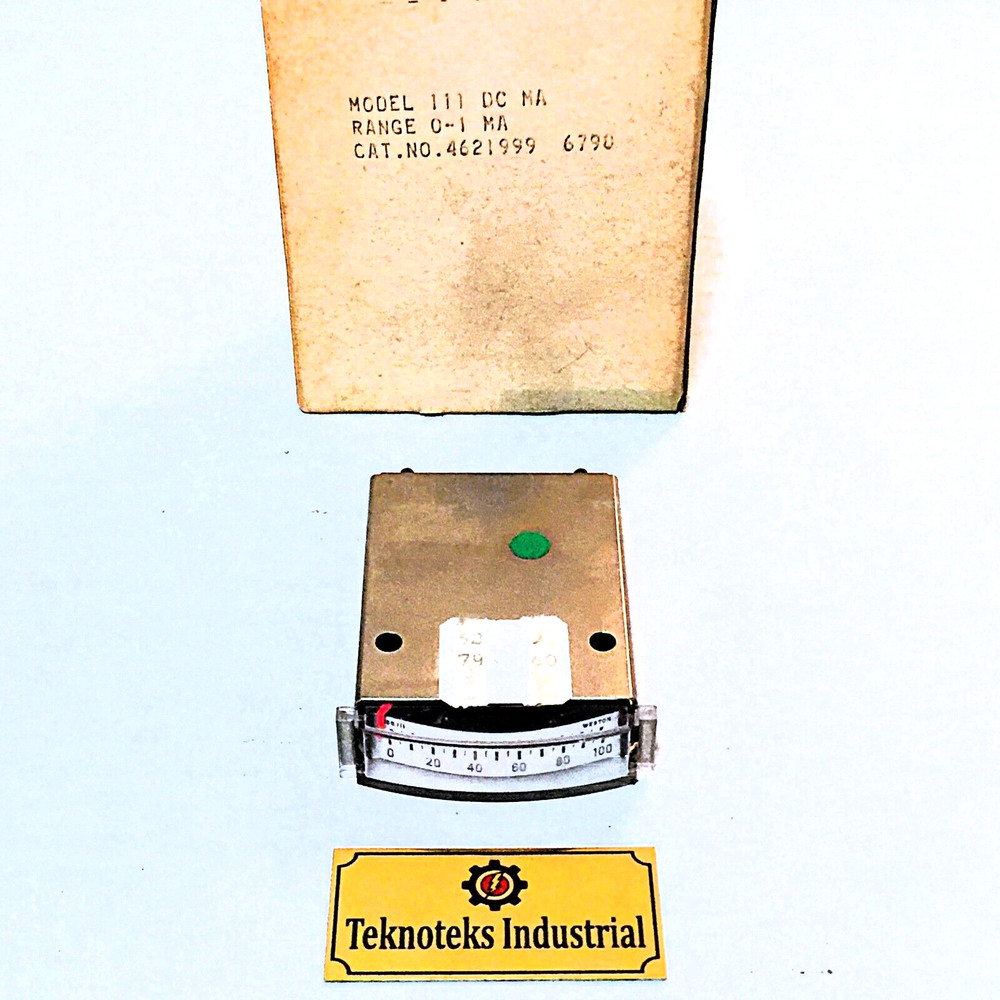 MODEL 111 DC MA
RANGE 0-1 MA
CAT.NO.4621999 6790
79
WESTON
0 20 40 60 80 100
Teknoteks Industrial